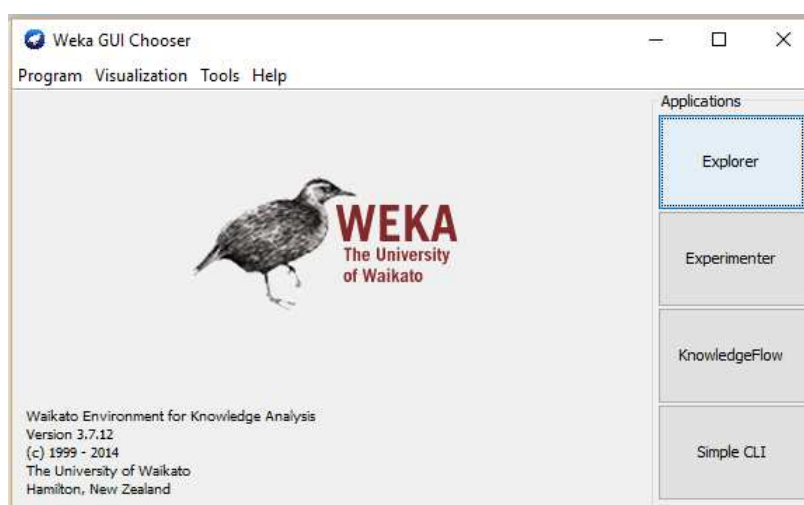 Weka GUI Chooser
Program Visualization Tools Help
Applications
Explorer
Experimenter
KnowledgeFlow
Simple CLI
WEKA
The University
of Waikato
Waikato Environment for Knowledge Analysis
Version 3.7.12
(c) 1999 - 2014
The University of Waikato
Hamilton, New Zealand